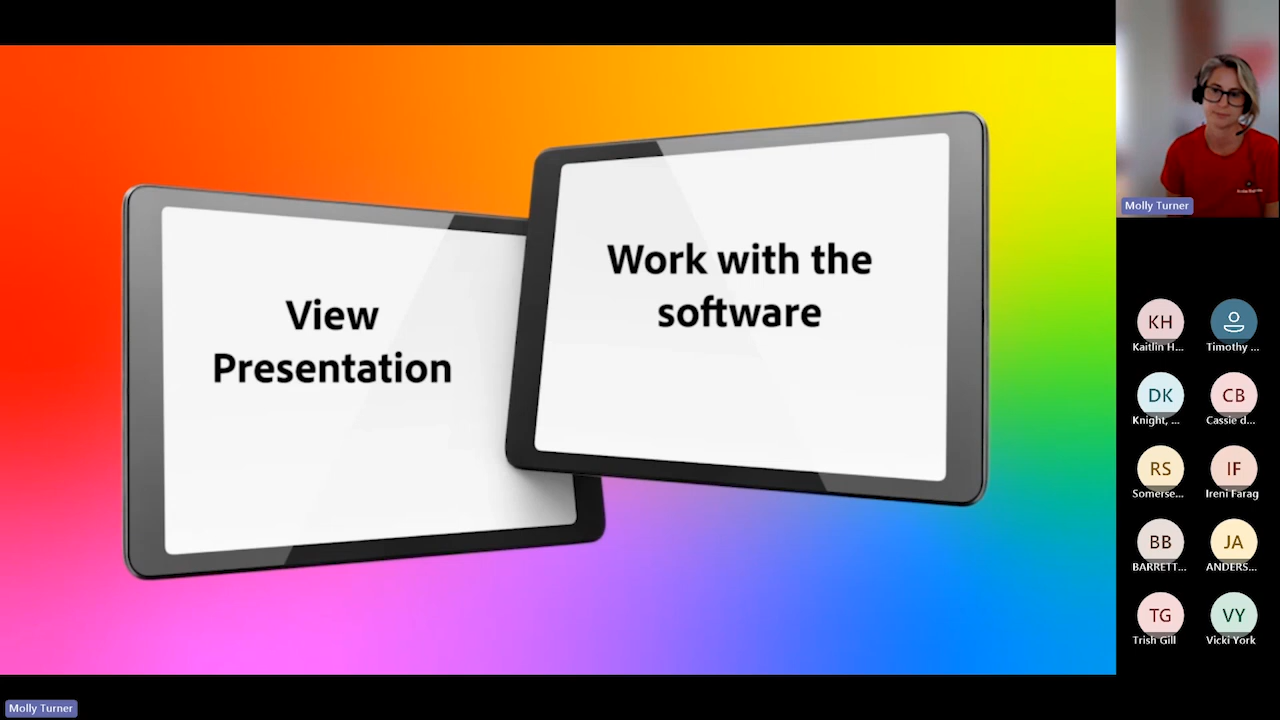 View
Presentation
Work with the
software
Molly Turner
KH
Kaitlin H...
Timothy ...
DK
Knight, ...
CB
Cassie d...
RS
Somerse...
IF
Ireni Farag
BB
BARRETT...
JA
ANDERS...
TG
Trish Gill
VY
Vicki York
Molly Turner